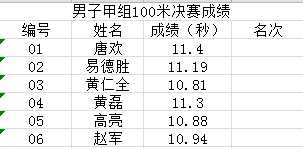 男子甲组100米决赛成绩
编号 姓名 成绩（秒） 名次
01 唐欢 11.4
02 易德胜 11.19
03 黄仁全 10.81
04 黄磊 11.3
05 高亮 10.88
06 赵军 10.94